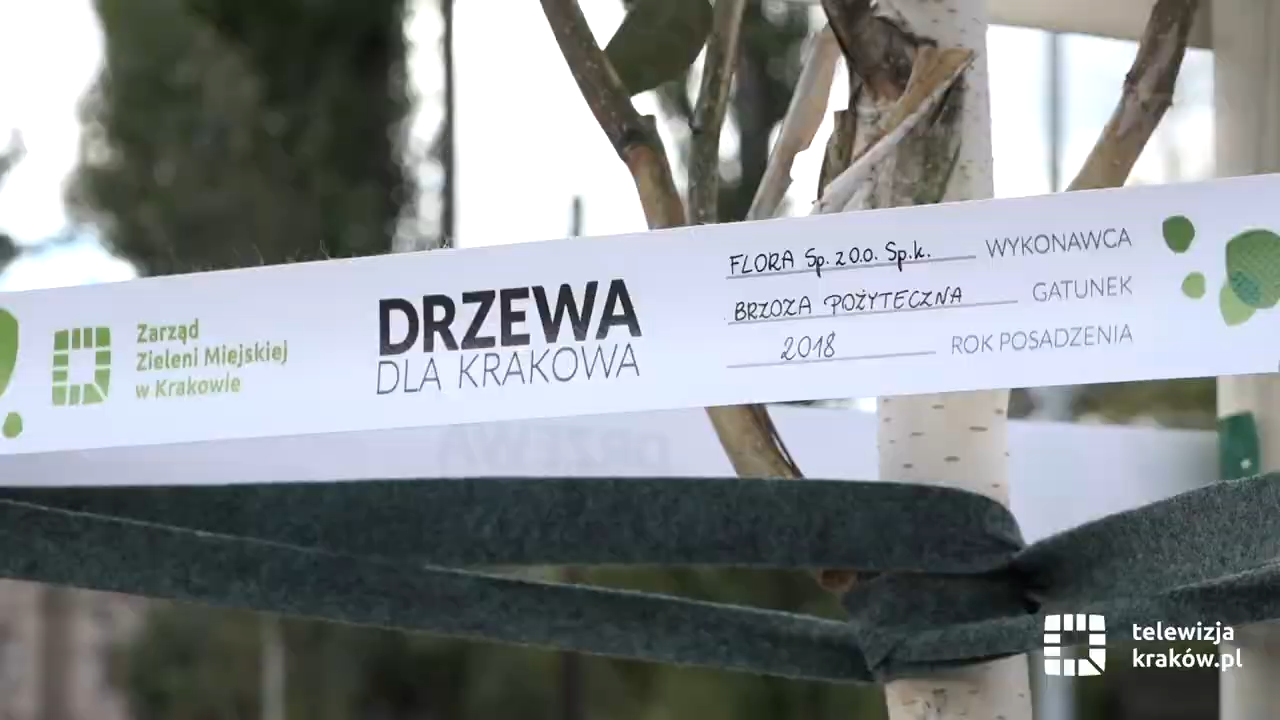 Zarząd
Zieleni Miejskiej
w Krakowie
DRZEWA
DLA KRAKOWA
FLORA Sp. z o.o. Sp.k. WYKONAWCA
BRZOZA POŻYTECZNA GATUNEK
2018 ROK POSADZENIA
DRZEWA
telewizja
kraków.pl